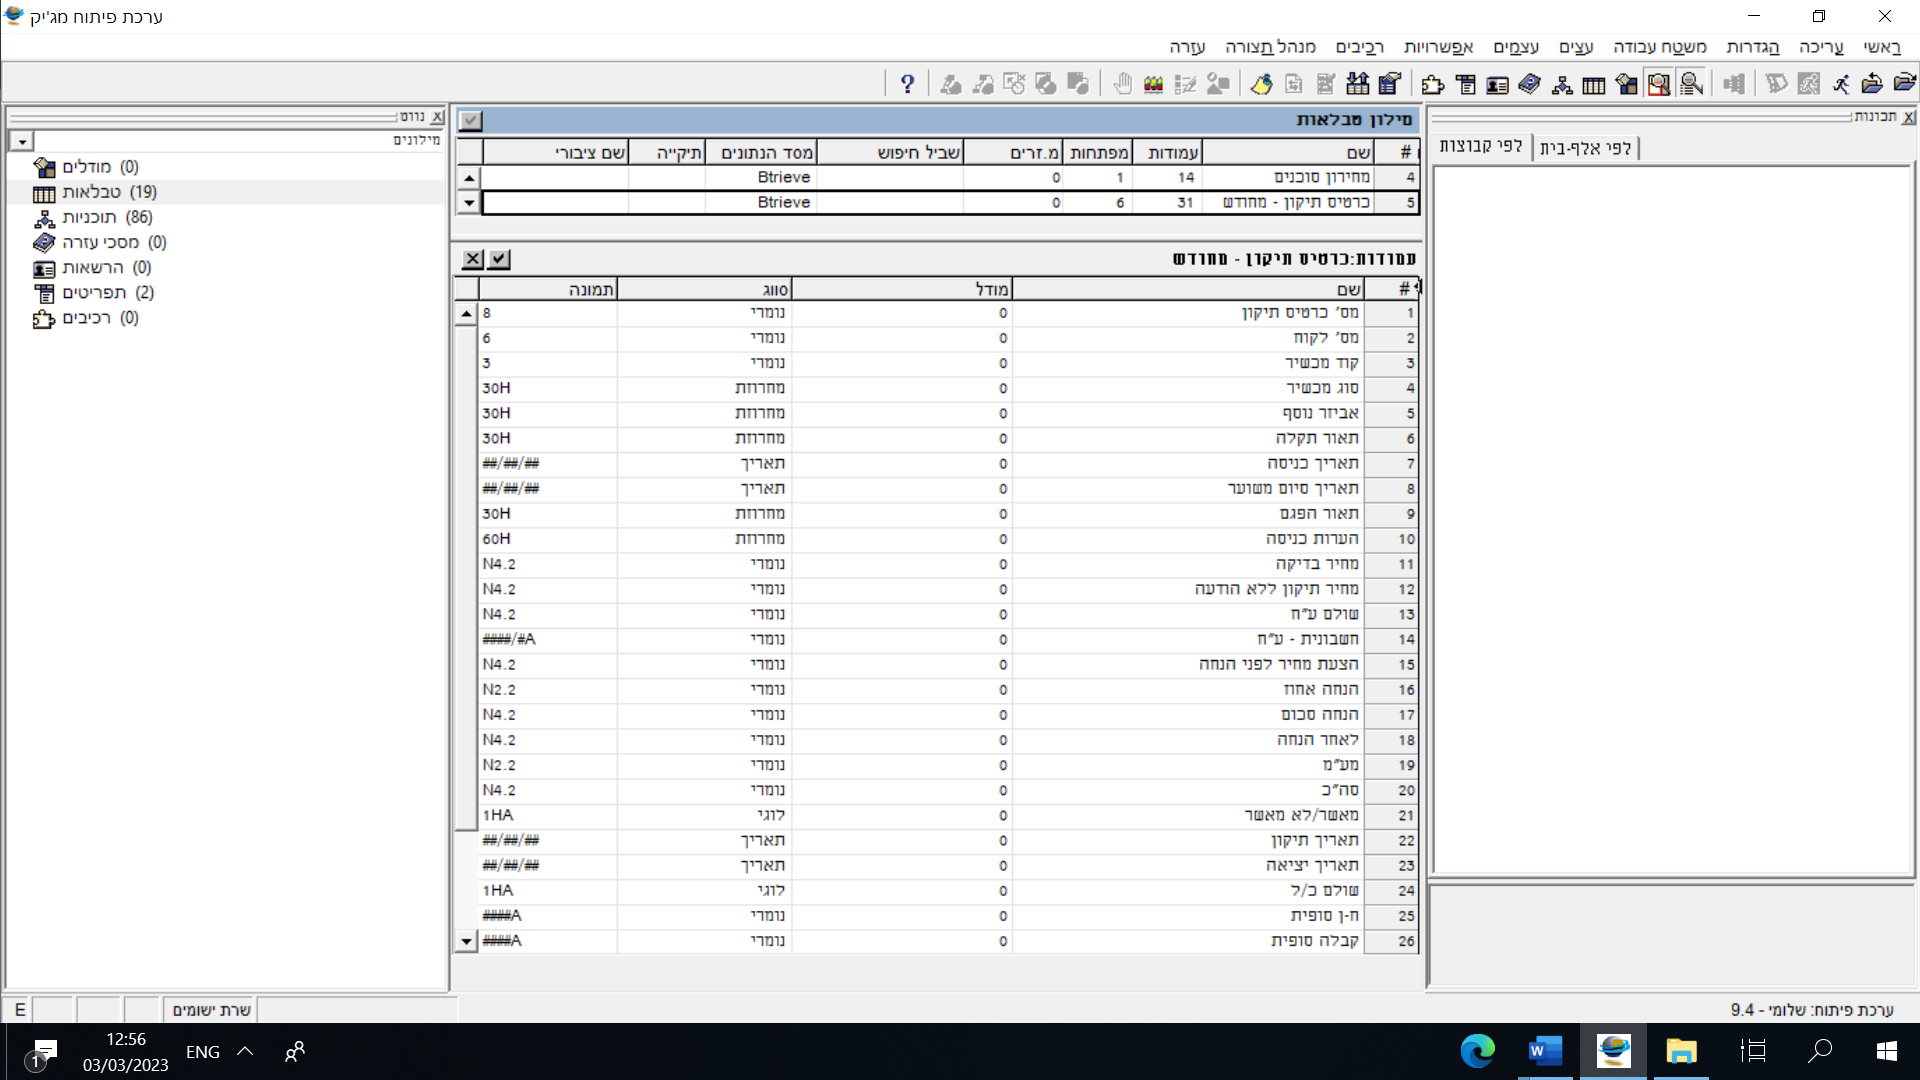 ערכת פיתוח מג'יק
ראשי עריכה הגדרות משטח עבודה עצים עצמים אפשרויות רכיבים מנהל תצורה עזרה
?
תכונות
לפי קבוצות לפי אלף-בית
מילון טבלאות
# שם עמודות מפתחות מ.זרים שביל חיפוש מסד הנתונים תיקייה שם ציבורי
4 מחירון סוכנים 14 1 0 Btrieve
5 כרטיס תיקון - מחודש 31 6 0 Btrieve
עמודות:כרטיס תיקון - מחודש
# שם מודל סווג תמונה
1 מס' כרטיס תיקון 0 נומרי 8
2 מס' לקוח 0 נומרי 6
3 קוד מכשיר 0 נומרי 3
4 סוג מכשיר 0 מחרוזת 30H
5 אביזר נוסף 0 מחרוזת 30H
6 תאור תקלה 0 מחרוזת 30H
7 תאריך כניסה 0 תאריך ##/##/##
8 תאריך סיום משוער 0 תאריך ##/##/##
9 תאור הפגם 0 מחרוזת 30H
10 הערות כניסה 0 מחרוזת 60H
11 מחיר בדיקה 0 נומרי N4.2
12 מחיר תיקון ללא הודעה 0 נומרי N4.2
13 שולם ע"ח 0 נומרי N4.2
14 חשבונית - ע"ח 0 נומרי ####/#A
15 הצעת מחיר לפני הנחה 0 נומרי N4.2
16 הנחה אחוז 0 נומרי N2.2
17 הנחה סכום 0 נומרי N4.2
18 לאחר הנחה 0 נומרי N4.2
19 מע"מ 0 נומרי N2.2
20 סה"כ 0 נומרי N4.2
21 מאשר/לא מאשר 0 לוגי 1HA
22 תאריך תיקון 0 תאריך ##/##/##
23 תאריך יציאה 0 תאריך ##/##/##
24 שולם כ/ל 0 לוגי 1HA
25 ח-ן סופית 0 נומרי ####A
26 קבלה סופית 0 נומרי ####A
נווט
מילונים
מודלים (0)
טבלאות (19)
תוכניות (86)
מסכי עזרה (0)
הרשאות (0)
תפריטים (2)
רכיבים (0)
ערכת פיתוח: שלומי - 9.4
שרת ישומים
E
12:56
03/03/2023
ENG
1
W